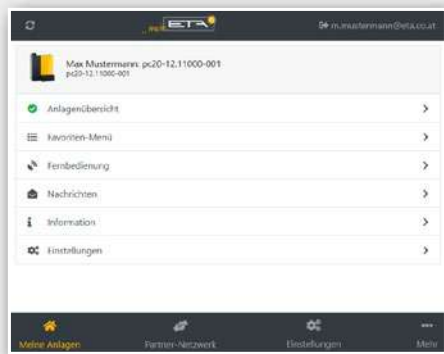 mein ETA
m.mustermann@eta.co.at
Max Mustermann: pc20-12.11000-001
pc20-12.11000-001
Anlagenübersicht
Favoriten-Menü
Fernbedienung
Nachrichten
Information
Einstellungen
Meine Anlagen
Partner-Netzwerk
Einstellungen
Mehr